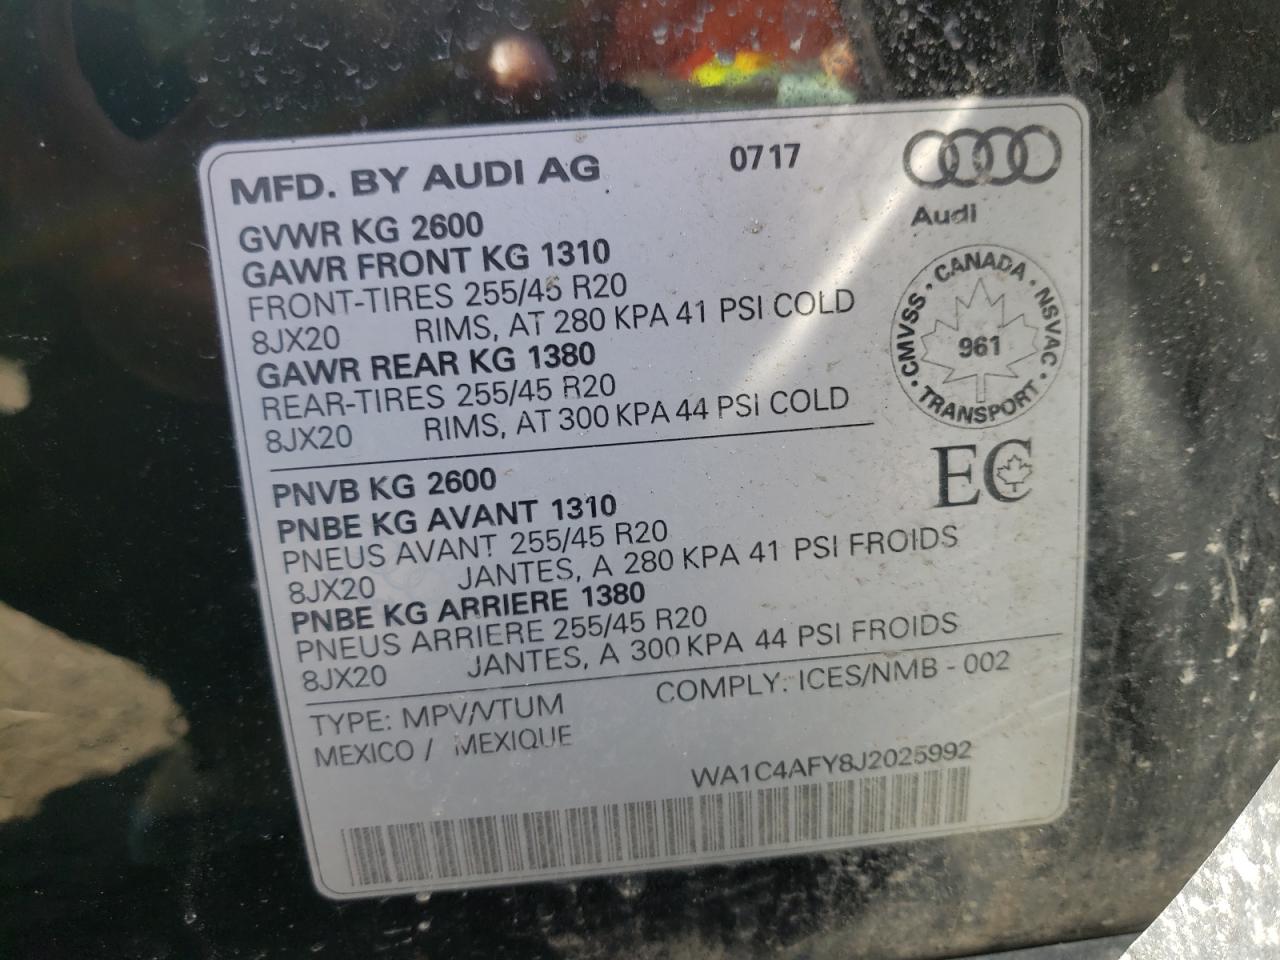 MFD. BY AUDI AG 0717
Audi
GVWR KG 2600
GAWR FRONT KG 1310
FRONT-TIRES 255/45 R20
8JX20 RIMS, AT 280 KPA 41 PSI COLD
GAWR REAR KG 1380
REAR-TIRES 255/45 R20
8JX20 RIMS, AT 300 KPA 44 PSI COLD
· CANADA · NSVAC · TRANSPORT · CMVSS
961
EC
PNVB KG 2600
PNBE KG AVANT 1310
PNEUS AVANT 255/45 R20
8JX20 JANTES, A 280 KPA 41 PSI FROIDS
PNBE KG ARRIERE 1380
PNEUS ARRIERE 255/45 R20
8JX20 JANTES, A 300 KPA 44 PSI FROIDS
TYPE: MPV/VTUM COMPLY: ICES/NMB - 002
MEXICO / MEXIQUE
WA1C4AFY8J2025992